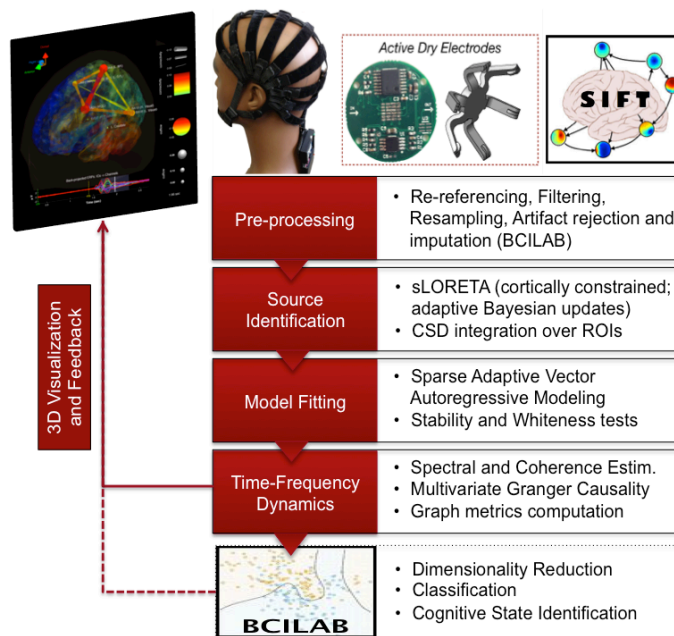 Active Dry Electrodes
SIFT
Pre-processing
• Re-referencing, Filtering,
Resampling, Artifact rejection and
imputation (BCILAB)
Source
Identification
• sLORETA (cortically constrained;
adaptive Bayesian updates)
• CSD integration over ROIs
Model Fitting
• Sparse Adaptive Vector
Autoregressive Modeling
• Stability and Whiteness tests
3D Visualization
and Feedback
Time-Frequency
Dynamics
• Spectral and Coherence Estim.
• Multivariate Granger Causality
• Graph metrics computation
BCILAB
• Dimensionality Reduction
• Classification
• Cognitive State Identification